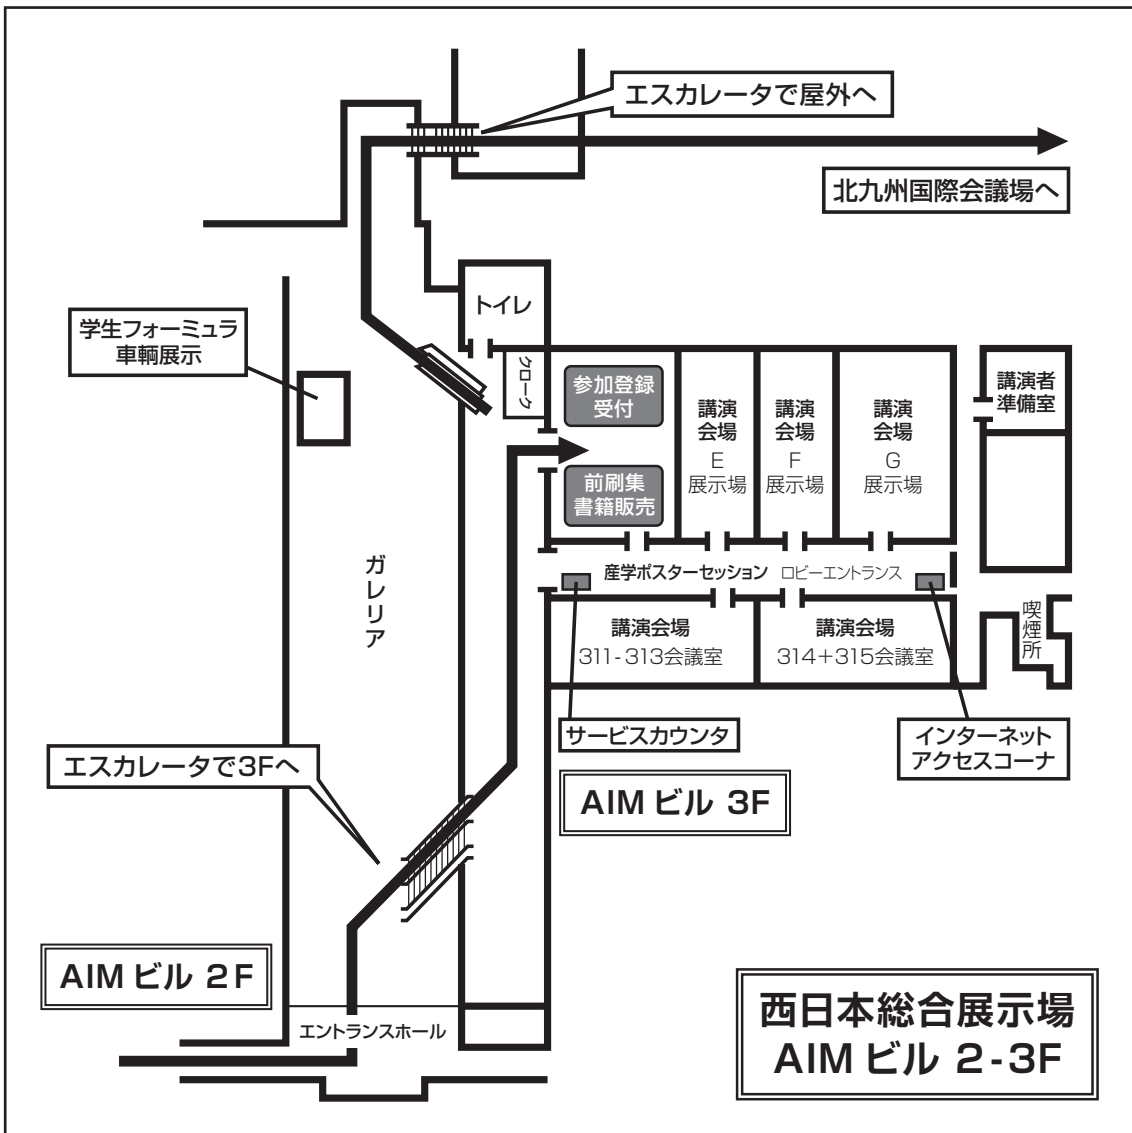 エスカレータで屋外へ
北九州国際会議場へ
トイレ
学生フォーミュラ
車輌展示
クローク
参加登録
受付
講演
会場
E
展示場
講演
会場
F
展示場
講演
会場
G
展示場
講演者
準備室
前刷集
書籍販売
ガレリア
産学ポスターセッション ロビーエントランス
喫煙所
講演会場
311-313会議室
講演会場
314+315会議室
サービスカウンタ
インターネット
アクセスコーナ
エスカレータで3Fへ
AIM ビル 3F
AIM ビル 2F
エントランスホール
西日本総合展示場
AIM ビル 2-3F